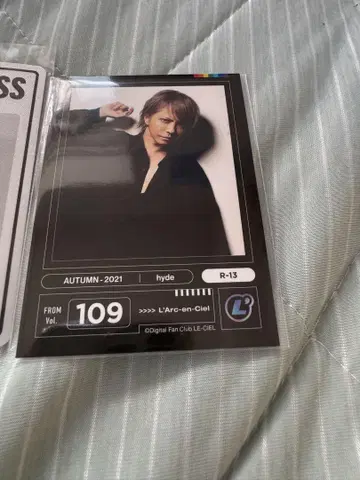 SS
AUTUMN-2021 hyde R-13
FROM Vol. 109 >>>> L'Arc-en-Ciel
©Digital Fan Club LE-CIEL